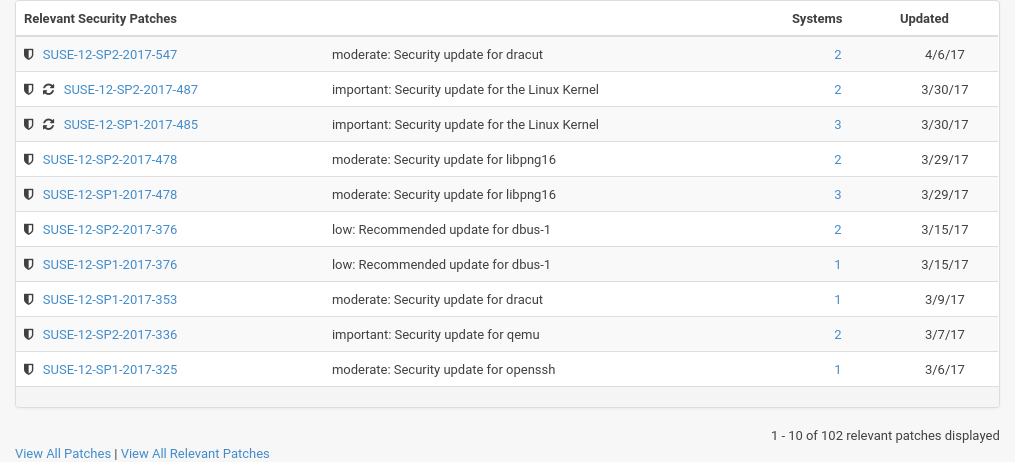 Relevant Security Patches Systems Updated
SUSE-12-SP2-2017-547 moderate: Security update for dracut 2 4/6/17
SUSE-12-SP2-2017-487 important: Security update for the Linux Kernel 2 3/30/17
SUSE-12-SP1-2017-485 important: Security update for the Linux Kernel 3 3/30/17
SUSE-12-SP2-2017-478 moderate: Security update for libpng16 2 3/29/17
SUSE-12-SP1-2017-478 moderate: Security update for libpng16 3 3/29/17
SUSE-12-SP2-2017-376 low: Recommended update for dbus-1 2 3/15/17
SUSE-12-SP1-2017-376 low: Recommended update for dbus-1 1 3/15/17
SUSE-12-SP1-2017-353 moderate: Security update for dracut 1 3/9/17
SUSE-12-SP2-2017-336 important: Security update for qemu 2 3/7/17
SUSE-12-SP1-2017-325 moderate: Security update for openssh 1 3/6/17
1 - 10 of 102 relevant patches displayed
View All Patches | View All Relevant Patches